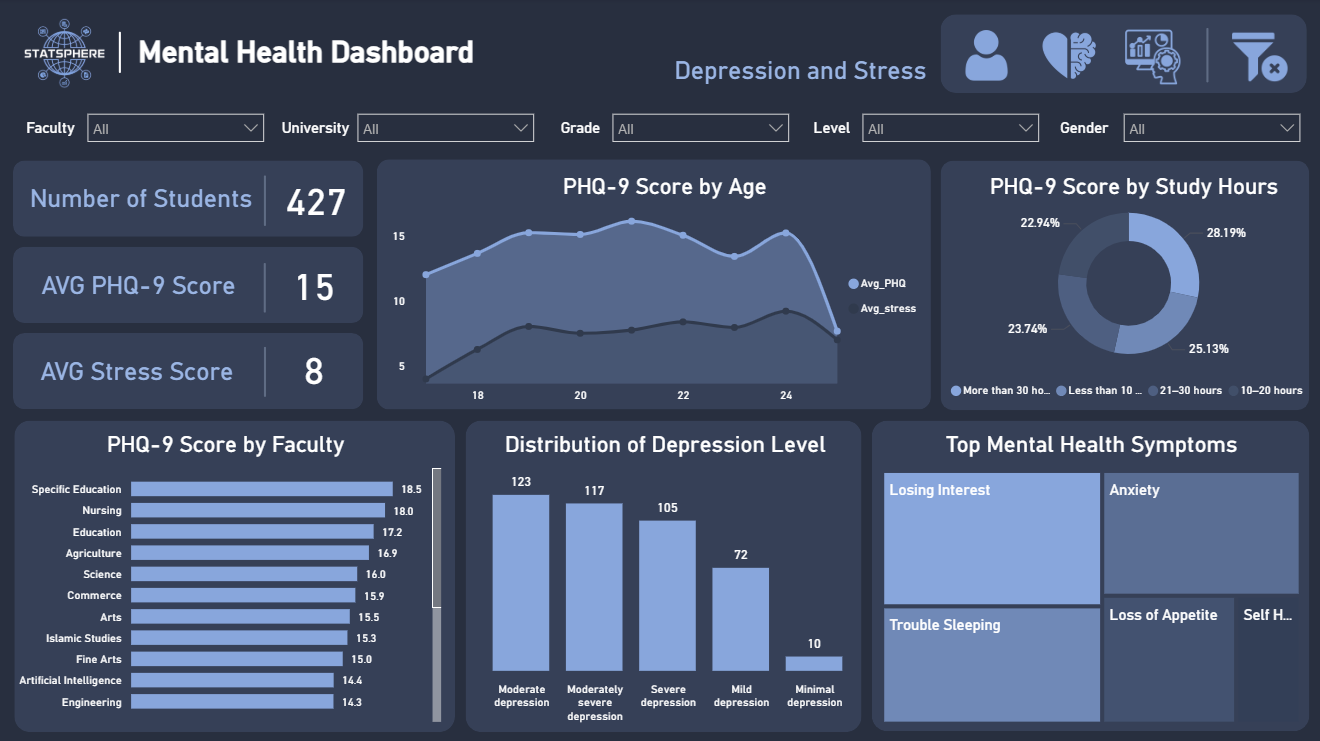 STATSPHERE
Mental Health Dashboard
Depression and Stress
Faculty
All
University
All
Grade
All
Level
All
Gender
All
Number of Students
427
AVG PHQ-9 Score
15
AVG Stress Score
8
PHQ-9 Score by Age
15
10
5
18
20
22
24
Avg_PHQ
Avg_stress
PHQ-9 Score by Study Hours
22.94%
28.19%
23.74%
25.13%
More than 30 ho...
Less than 10 ...
21–30 hours
10–20 hours
PHQ-9 Score by Faculty
Specific Education 18.5
Nursing 18.0
Education 17.2
Agriculture 16.9
Science 16.0
Commerce 15.9
Arts 15.5
Islamic Studies 15.3
Fine Arts 15.0
Artificial Intelligence 14.4
Engineering 14.3
Distribution of Depression Level
123
117
105
72
10
Moderate
depression
Moderately
severe
depression
Severe
depression
Mild
depression
Minimal
depression
Top Mental Health Symptoms
Losing Interest
Anxiety
Trouble Sleeping
Loss of Appetite
Self H...